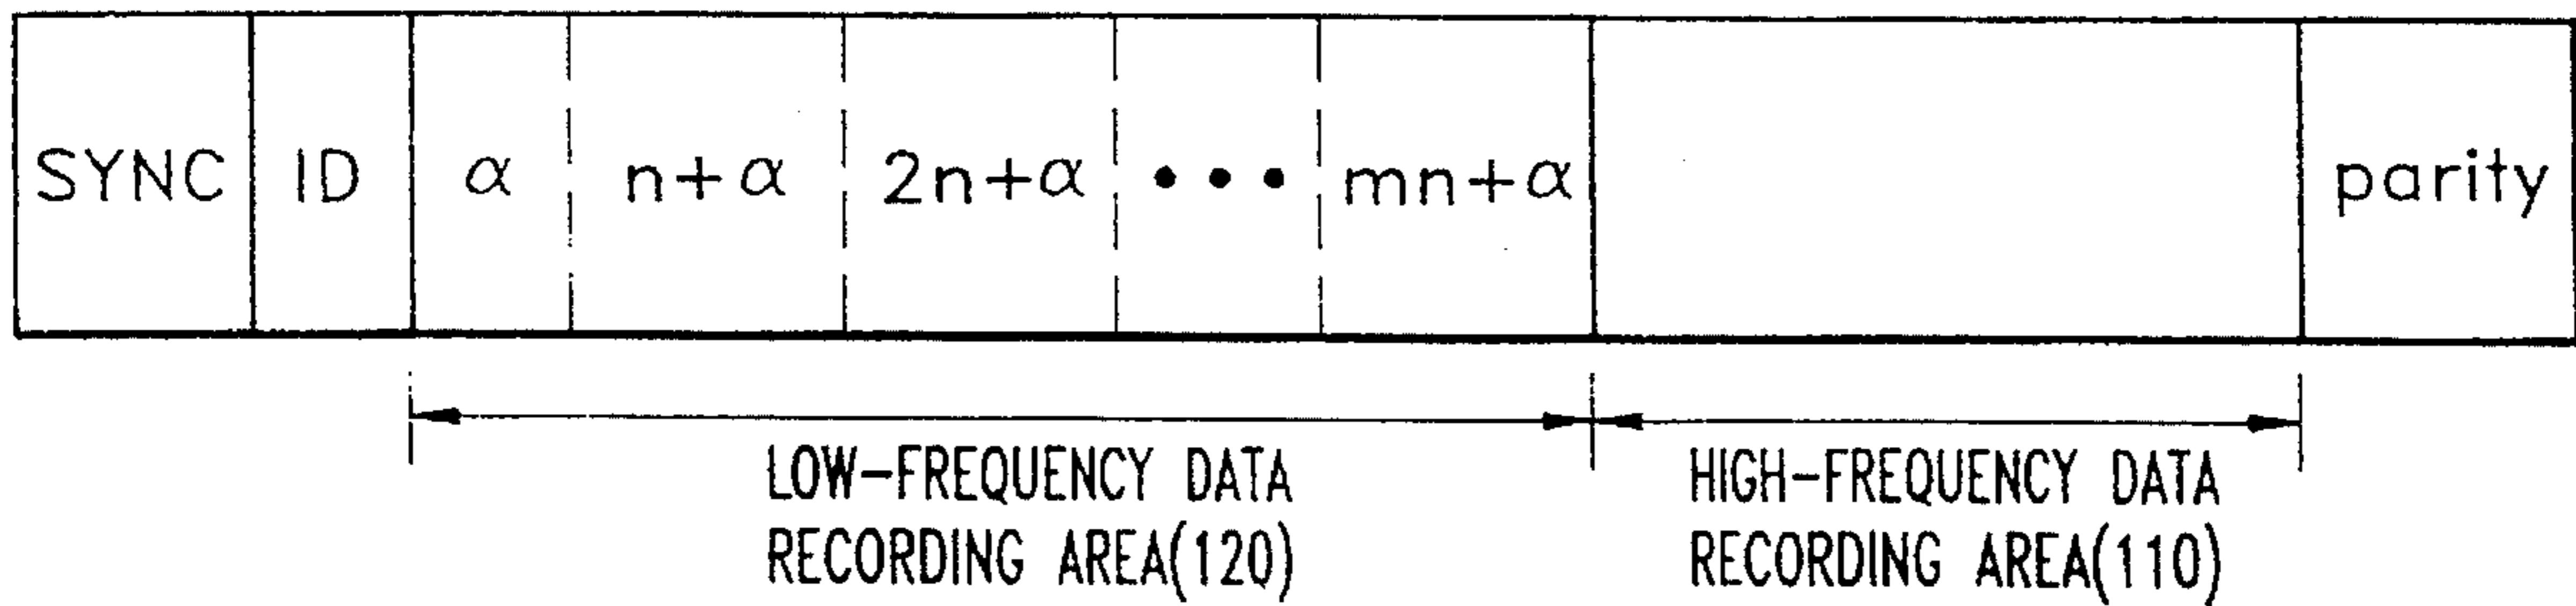 SYNC ID α n+α 2n+α ••• mn+α parity
LOW-FREQUENCY DATA
RECORDING AREA(120)
HIGH-FREQUENCY DATA
RECORDING AREA(110)